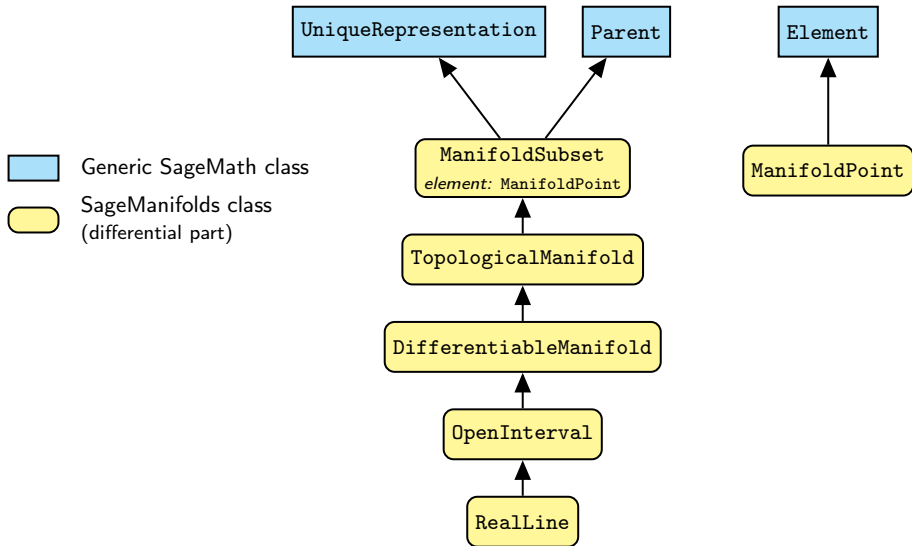 UniqueRepresentation
Parent
Element
Generic SageMath class
SageManifolds class
(differential part)
ManifoldSubset
element: ManifoldPoint
ManifoldPoint
TopologicalManifold
DifferentiableManifold
OpenInterval
RealLine